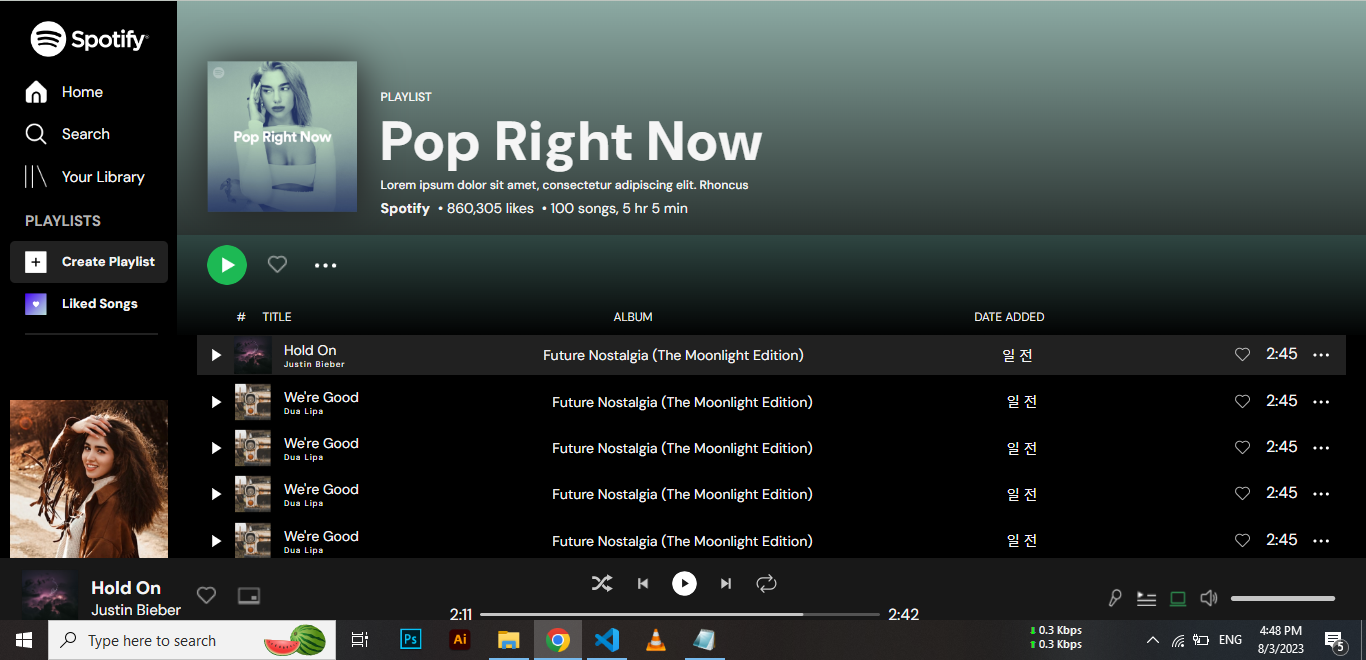 Spotify
Home
Search
Your Library
PLAYLISTS
Create Playlist
Liked Songs
Pop Right Now
PLAYLIST
Pop Right Now
Lorem ipsum dolor sit amet, consectetur adipiscing elit. Rhoncus
Spotify • 860,305 likes • 100 songs, 5 hr 5 min
# TITLE ALBUM DATE ADDED
Hold On Future Nostalgia (The Moonlight Edition) 일 전 2:45
Justin Bieber
We're Good Future Nostalgia (The Moonlight Edition) 일 전 2:45
Dua Lipa
We're Good Future Nostalgia (The Moonlight Edition) 일 전 2:45
Dua Lipa
We're Good Future Nostalgia (The Moonlight Edition) 일 전 2:45
Dua Lipa
We're Good Future Nostalgia (The Moonlight Edition) 일 전 2:45
Dua Lipa
Hold On
Justin Bieber
2:11 2:42
Type here to search
Ps
Ai
0.3 Kbps
0.3 Kbps
ENG
4:48 PM
8/3/2023
5